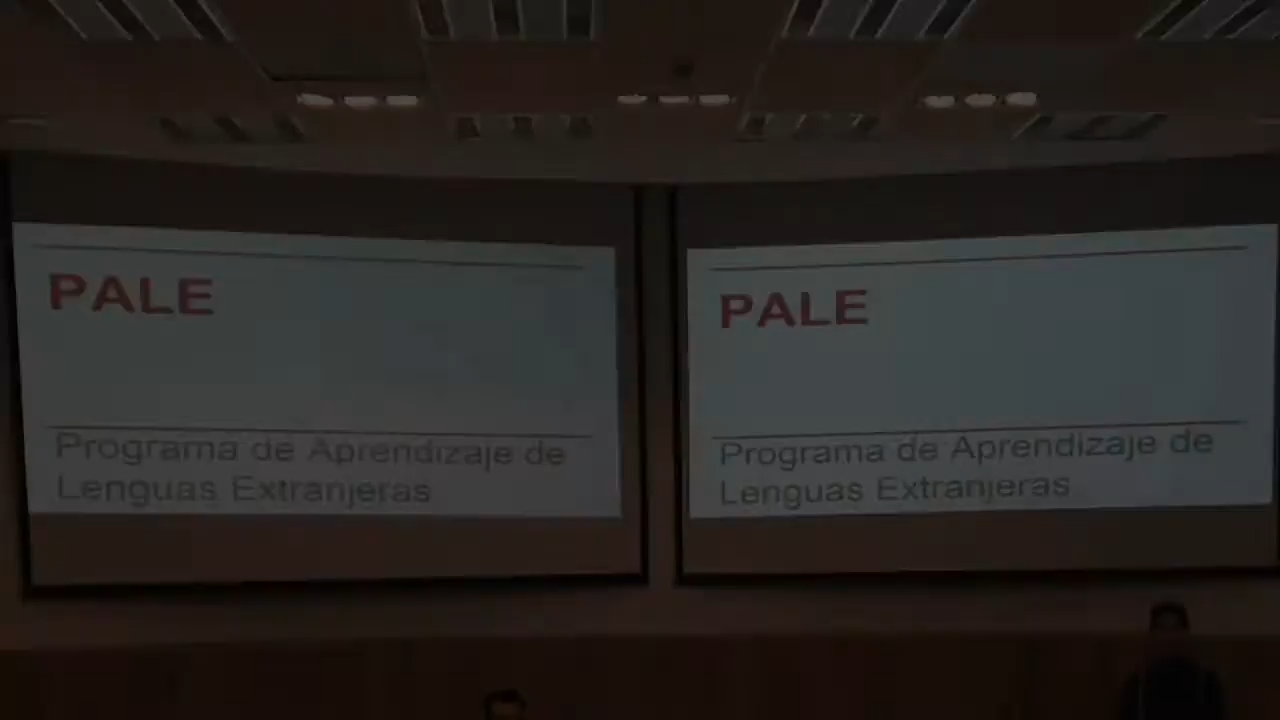 PALE
Programa de Aprendizaje de
Lenguas Extranjeras
PALE
Programa de Aprendizaje de
Lenguas Extranjeras